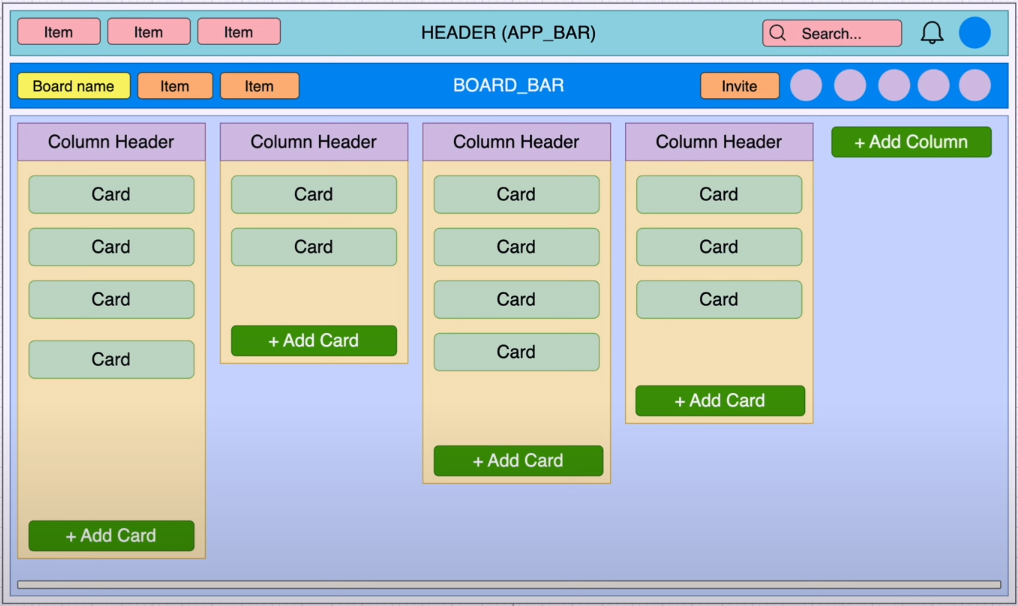 Item
Item
Item
HEADER (APP_BAR)
Search...
Board name
Item
Item
BOARD_BAR
Invite
Column Header
Card
Card
Card
Card
+ Add Card
Column Header
Card
Card
+ Add Card
Column Header
Card
Card
Card
Card
+ Add Card
Column Header
Card
Card
Card
+ Add Card
+ Add Column